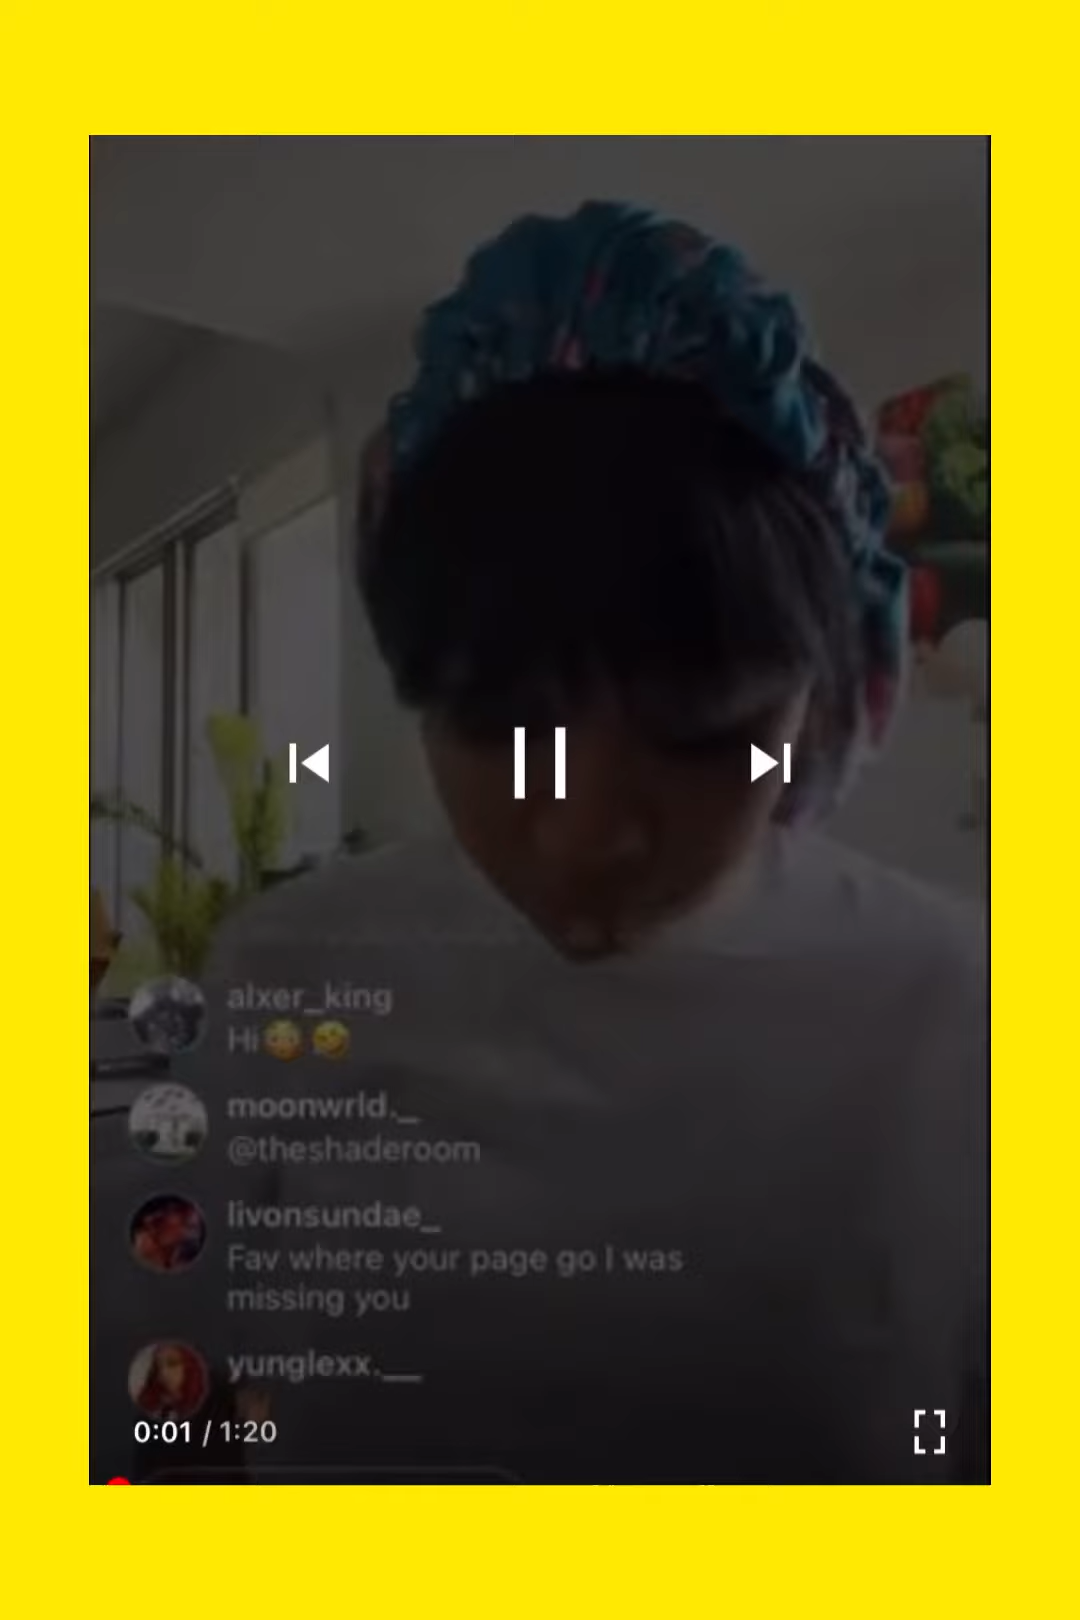 alxer_king
Hi😳🤣
moonwrld._
@theshaderoom
livonsundae_
Fav where your page go I was
missing you
yunglexx.__
0:01 / 1:20